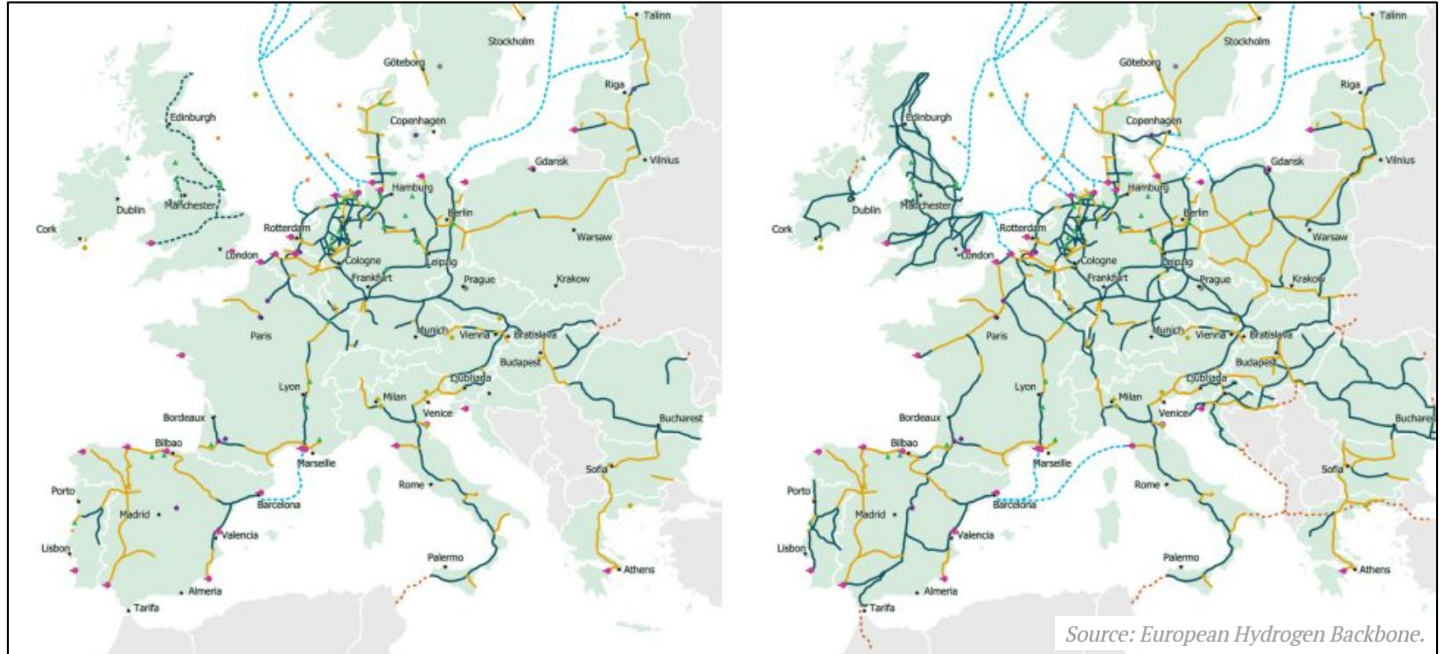 Talinn
Stockholm
Göteborg
Riga
Edinburgh
Copenhagen
Vilnius
Gdansk
Hamburg
Dublin
Manchester
Berlin
Cork
Rotterdam
Warsaw
London
Cologne
Leipzig
Frankfurt
Prague
Krakow
Paris
Munich
Vienna
Bratislava
Budapest
Ljubliana
Lyon
Milan
Venice
Bordeaux
Bucharest
Bilbao
Marseille
Sofia
Porto
Rome
Barcelona
Madrid
Valencia
Lisbon
Palermo
Athens
Almeria
Tarifa
Talinn
Stockholm
Göteborg
Riga
Edinburgh
Copenhagen
Vilnius
Gdansk
Hamburg
Dublin
Manchester
Berlin
Cork
Rotterdam
Warsaw
London
Cologne
Leipzig
Frankfurt
Prague
Krakow
Paris
Munich
Vienna
Bratislava
Budapest
Ljubliana
Lyon
Milan
Venice
Bordeaux
Buchares
Bilbao
Marseille
Sofia
Porto
Rome
Barcelona
Madrid
Valencia
Lisbon
Palermo
Athens
Almeria
Tarifa
Source: European Hydrogen Backbone.